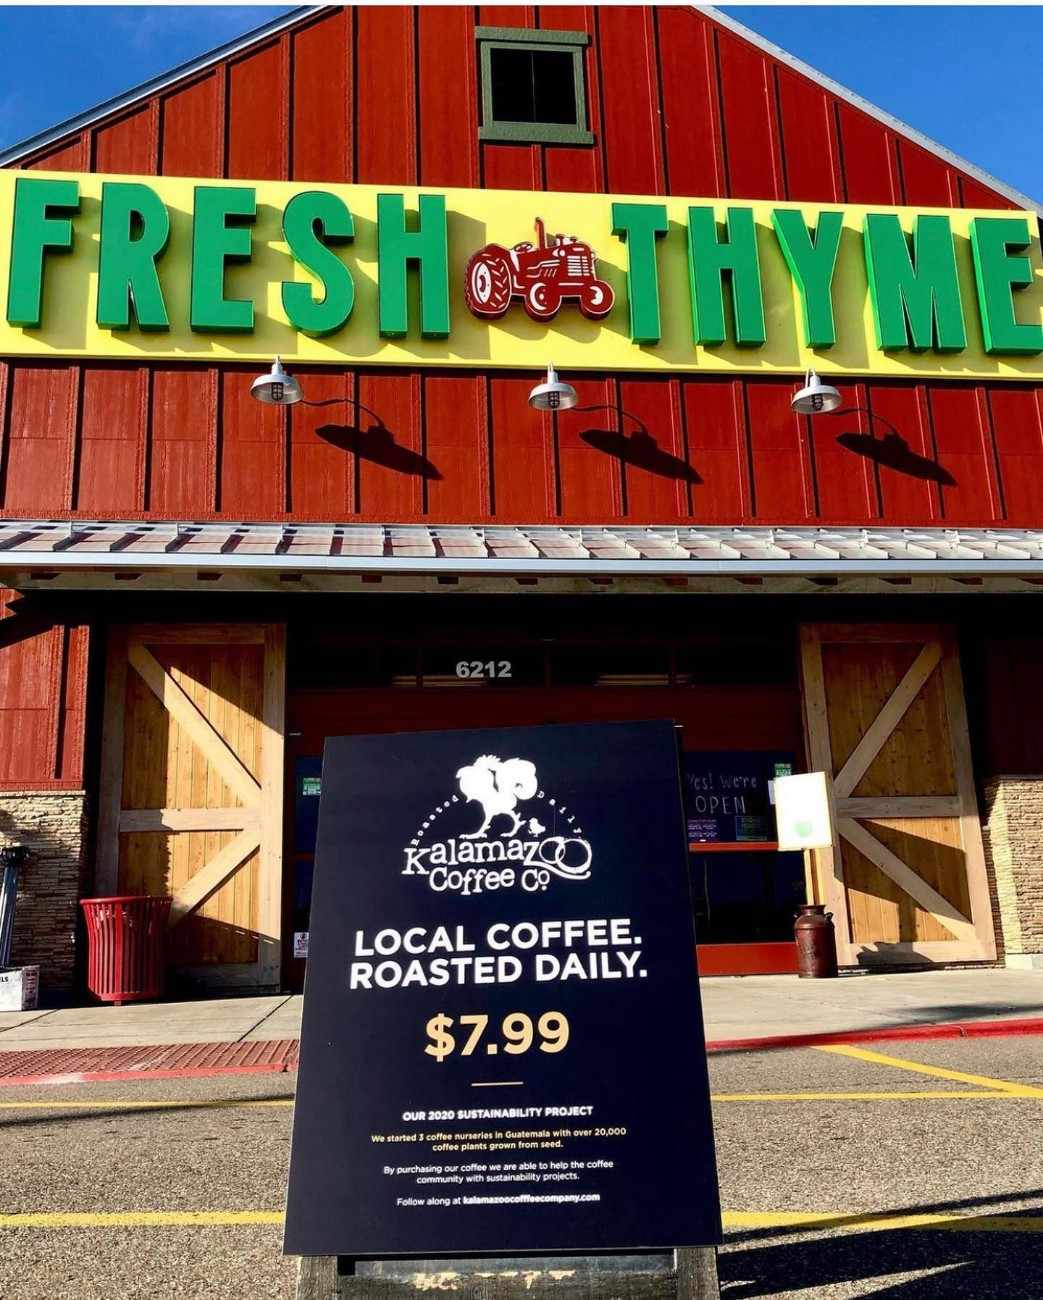 FRESH THYME
6212
Yes! We're
OPEN
Roasted Daily
Kalamazoo
Coffee Co
LOCAL COFFEE.
ROASTED DAILY.
$7.99
OUR 2020 SUSTAINABILITY PROJECT
We started 3 coffee nurseries in Guatemala with over 20,000
coffee plants grown from seed.
By purchasing our coffee we are able to help the coffee
community with sustainability projects.
Follow along at kalamazoocofffeecompany.com